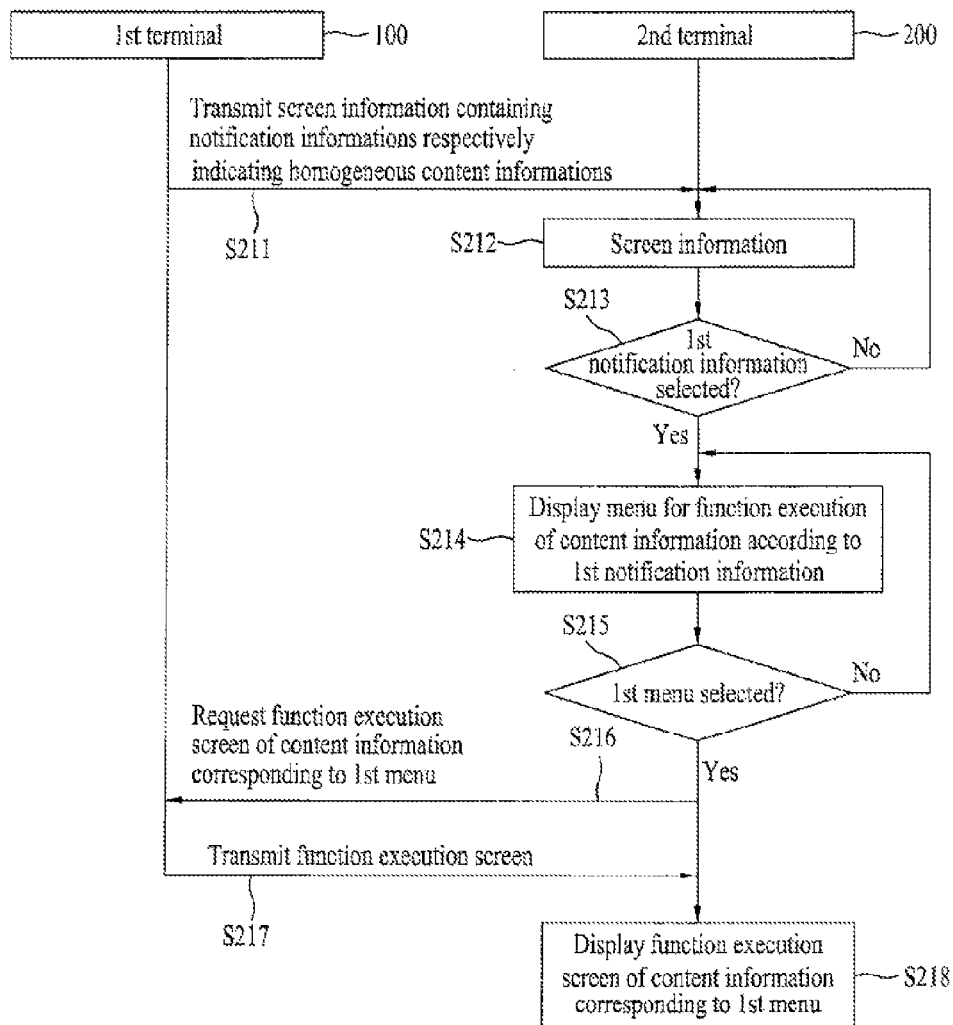 1st terminal
100
2nd terminal
200
Transmit screen information containing
notification informations respectively
indicating homogeneous content informations
S211
S212
Screen information
S213
1st
notification information
selected?
No
Yes
S214
Display menu for function execution
of content information according to
1st notification information
S215
1st menu selected?
No
Request function execution
screen of content information
corresponding to 1st menu
S216
Yes
Transmit function execution screen
S217
Display function execution
screen of content information
corresponding to 1st menu
S218